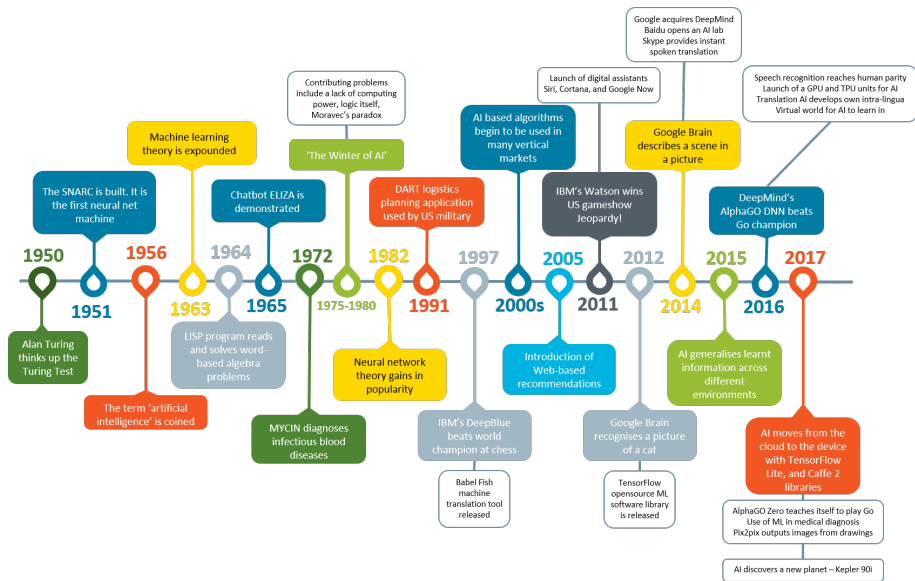 Google acquires DeepMind
Baidu opens an AI lab
Skype provides instant
spoken translation
Contributing problems
include a lack of computing
power, logic itself,
Moravec's paradox
Launch of digital assistants
Siri, Cortana, and Google Now
Speech recognition reaches human parity
Launch of a GPU and TPU units for AI
Translation AI develops own intra-lingua
Virtual world for AI to learn in
Machine learning
theory is expounded
'The Winter of AI'
AI based algorithms
begin to be used in
many vertical
markets
Google Brain
describes a scene in
a picture
The SNARC is built. It is
the first neural net
machine
Chatbot ELIZA is
demonstrated
DART logistics
planning application
used by US military
IBM's Watson wins
US gameshow
Jeopardy!
DeepMind's
AlphaGO DNN beats
Go champion
1950
1956
1964
1972
1982
1997
2005
2012
2015
2017
1951
1963
1965
1975-1980
1991
2000s
2011
2014
2016
Alan Turing
thinks up the
Turing Test
LISP program reads
and solves word-
based algebra
problems
Neural network
theory gains in
popularity
Introduction of
Web-based
recommendations
AI generalises learnt
information across
different
environments
The term 'artificial
intelligence' is coined
MYCIN diagnoses
infectious blood
diseases
IBM's DeepBlue
beats world
champion at chess
Google Brain
recognises a picture
of a cat
AI moves from the
cloud to the device
with TensorFlow
Lite, and Caffe 2
libraries
Babel Fish
machine
translation tool
released
TensorFlow
opensource ML
software library
is released
AlphaGO Zero teaches itself to play Go
Use of ML in medical diagnosis
Pix2pix outputs images from drawings
AI discovers a new planet – Kepler 90i